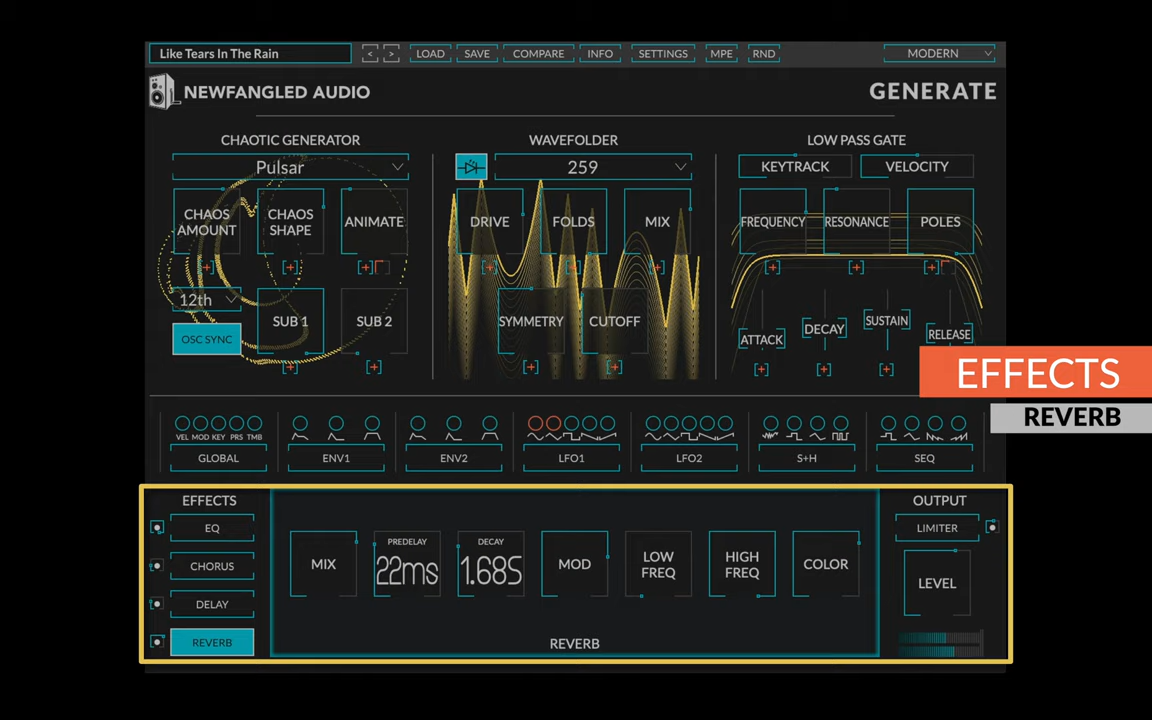 Like Tears In The Rain
< > LOAD SAVE COMPARE INFO SETTINGS MPE RND MODERN
NEWFANGLED AUDIO GENERATE
CHAOTIC GENERATOR WAVEFOLDER LOW PASS GATE
Pulsar 259 KEYTRACK VELOCITY
CHAOS AMOUNT CHAOS SHAPE ANIMATE DRIVE FOLDS MIX FREQUENCY RESONANCE POLES
[+] [+] [+] [+] [+] [+] [+] [+] [+]
12th SUB 1 SUB 2 SYMMETRY CUTOFF
OSC SYNC ATTACK DECAY SUSTAIN RELEASE
[+] [+] [+] [+] [+] [+] [+]
EFFECTS
REVERB
VEL MOD KEY PRS TMB
GLOBAL ENV1 ENV2 LFO1 LFO2 S+H SEQ
EFFECTS OUTPUT
EQ LIMITER
CHORUS
DELAY
REVERB
MIX
PREDELAY
22ms
DECAY
1.68S
MOD
LOW
FREQ
HIGH
FREQ
COLOR
LEVEL
REVERB